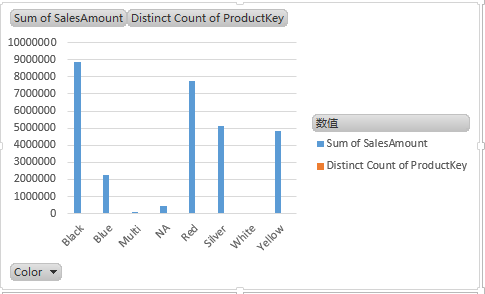 Sum of SalesAmount Distinct Count of ProductKey
10000000
9000000
8000000
7000000
6000000
5000000
4000000
3000000
2000000
1000000
0
Black Blue Multi NA Red Silver White Yellow
数值
Sum of SalesAmount
Distinct Count of ProductKey
Color